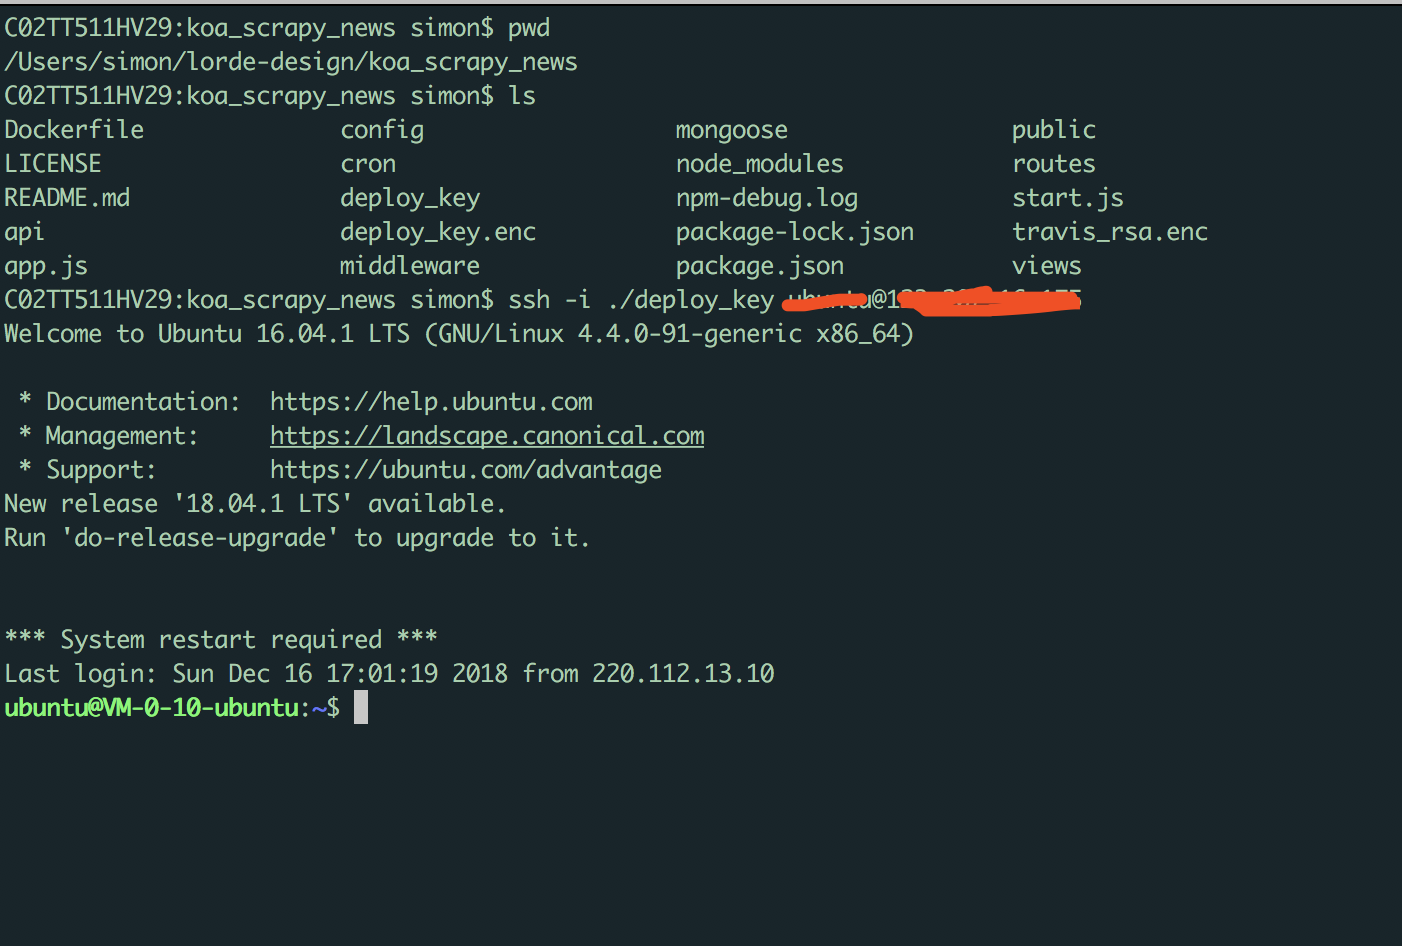 C02TT511HV29:koa_scrapy_news simon$ pwd
/Users/simon/lorde-design/koa_scrapy_news
C02TT511HV29:koa_scrapy_news simon$ ls
Dockerfile config mongoose public
LICENSE cron node_modules routes
README.md deploy_key npm-debug.log start.js
api deploy_key.enc package-lock.json travis_rsa.enc
app.js middleware package.json views
C02TT511HV29:koa_scrapy_news simon$ ssh -i ./deploy_key
Welcome to Ubuntu 16.04.1 LTS (GNU/Linux 4.4.0-91-generic x86_64)
* Documentation: https://help.ubuntu.com
* Management: https://landscape.canonical.com
* Support: https://ubuntu.com/advantage
New release '18.04.1 LTS' available.
Run 'do-release-upgrade' to upgrade to it.
*** System restart required ***
Last login: Sun Dec 16 17:01:19 2018 from 220.112.13.10
ubuntu@VM-0-10-ubuntu:~$